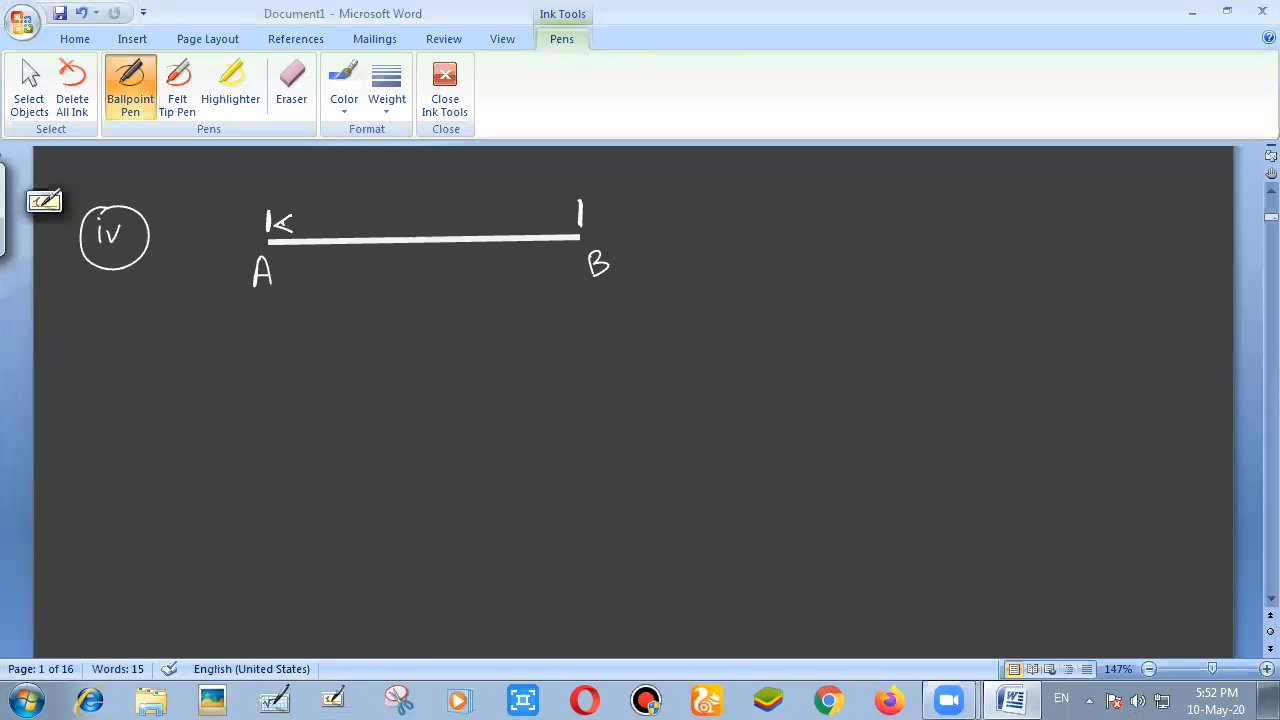 Document1 - Microsoft Word
Ink Tools
Home Insert Page Layout References Mailings Review View Pens
Select Objects
Delete All Ink
Ballpoint Pen
Felt Tip Pen
Highlighter
Eraser
Color
Weight
Close Ink Tools
Select Pens Format Close
iv
A B
Page: 1 of 16 Words: 15 English (United States) 147%
EN
5:52 PM
10-May-20